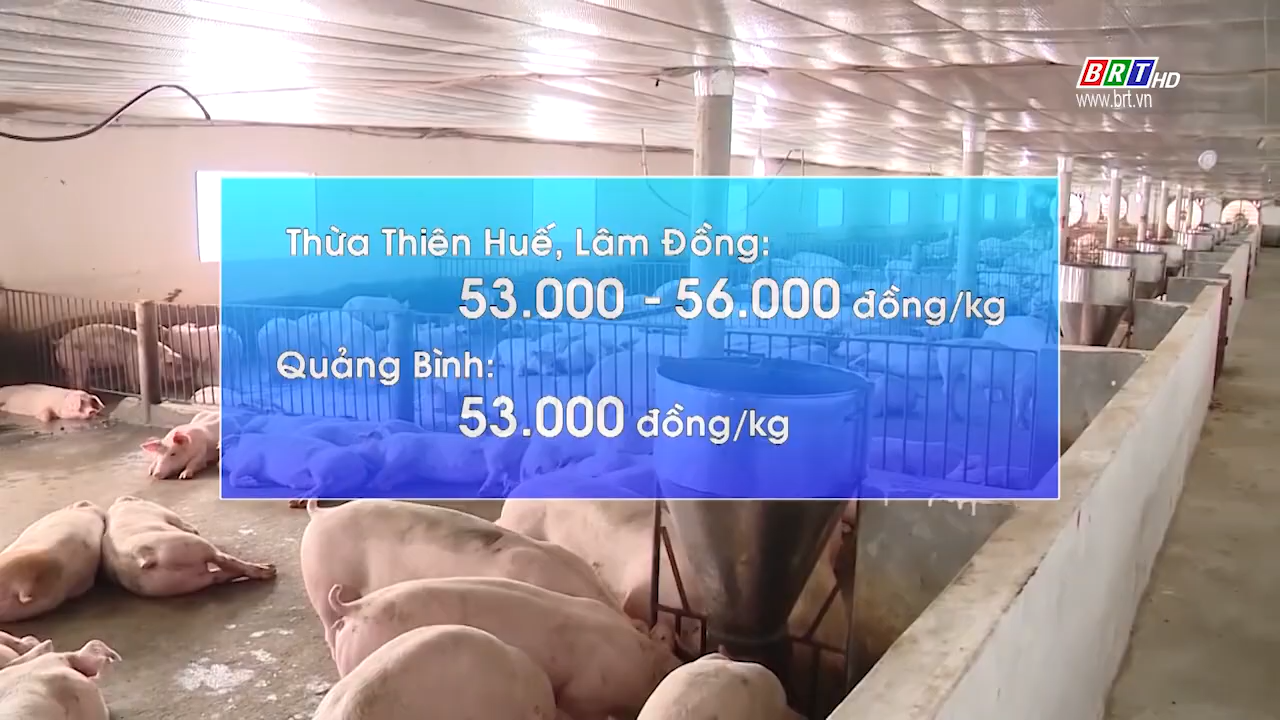 BRT HD
www.brt.vn
Thừa Thiên Huế, Lâm Đồng:
53.000 - 56.000 đồng/kg
Quảng Bình:
53.000 đồng/kg